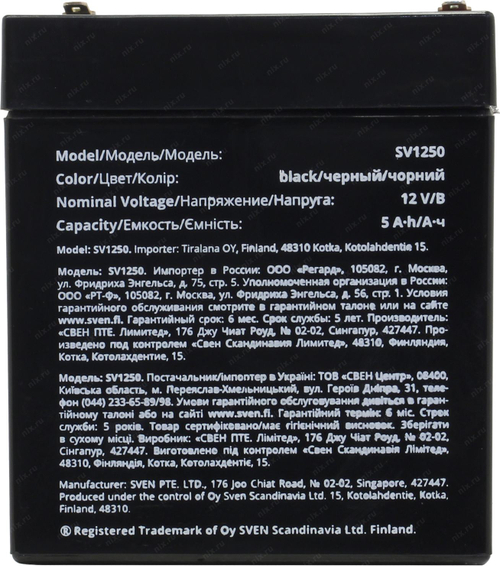 Model/Модель/Модель: SV1250
Color/Цвет/Колір: black/черный/чорний
Nominal Voltage/Напряжение/Напруга: 12 V/В
Capacity/Емкость/Ємність: 5 A·h/А·ч
Model: SV1250. Importer: Tiralana OY, Finland, 48310 Kotka, Kotolahdentie 15.
Модель: SV1250. Импортер в России: ООО «Регард», 105082, г. Москва,
ул. Фридриха Энгельса, д. 75, стр. 5. Уполномоченная организация в России:
ООО «РТ-Ф», 105082, г. Москва, ул. Фридриха Энгельса, д. 56, стр. 1. Условия
гарантийного обслуживания смотрите в гарантийном талоне или на сайте
www.sven.fi. Гарантийный срок: 6 мес. Срок службы: 5 лет. Производитель:
«СВЕН ПТЕ. ЛИМИТЕД», 176 Джу Чиат Роуд, № 02-02, Сингапур, 427447. Про-
изведено под контролем «Свен Скандинавия Лимитед», 48310, Финляндия,
Котка, Котолахдентие, 15.
Модель: SV1250. Постачальник/імпортер в Україні: ТОВ «СВЕН Центр», 08400,
Київська область, м. Переяслав-Хмельницький, вул. Героїв Дніпра, 31, теле-
фон (044) 233-65-89/98. Умови гарантійного обслуговування дивіться в гаран-
тійному талоні або на сайті www.sven.fi. Гарантійний термін: 6 міс. Строк
служби: 5 років. Товар сертифіковано/має гігієнічний висновок. Зберігати
в сухому місці. Виробник: «СВЕН ПТЕ. Лімітед», 176 Джу Чіат Роуд, № 02-02,
Сінгапур, 427447. Виготовлено під контролем «Свен Скандинавія Лімітед»,
48310, Фінляндія, Котка, Котолахдентіє, 15.
Manufacturer: SVEN PTE. LTD., 176 Joo Chiat Road, № 02-02, Singapore, 427447.
Produced under the control of Oy Sven Scandinavia Ltd. 15, Kotolahdentie, Kotka,
Finland, 48310.
® Registered Trademark of Oy SVEN Scandinavia Ltd. Finland.